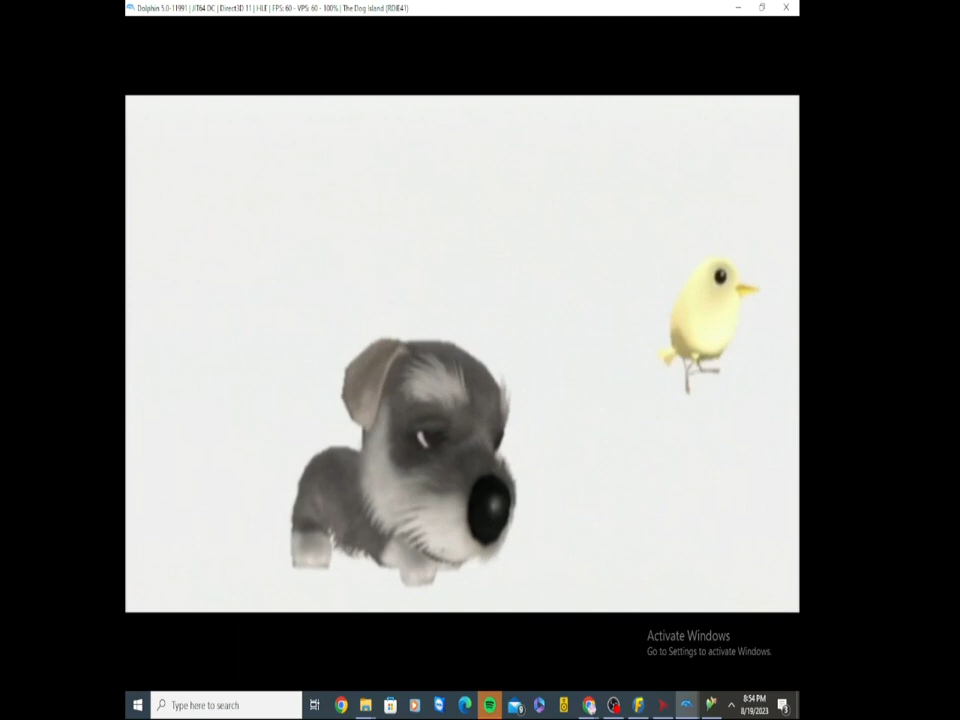 Dolphin 5.0-11991 | JIT64 DC | Direct3D 11 | HLE | FPS: 60 - VPS: 60 - 100% | The Dog Island (RDIE41)
Activate Windows
Go to Settings to activate Windows.
Type here to search
8:54 PM
8/19/2023